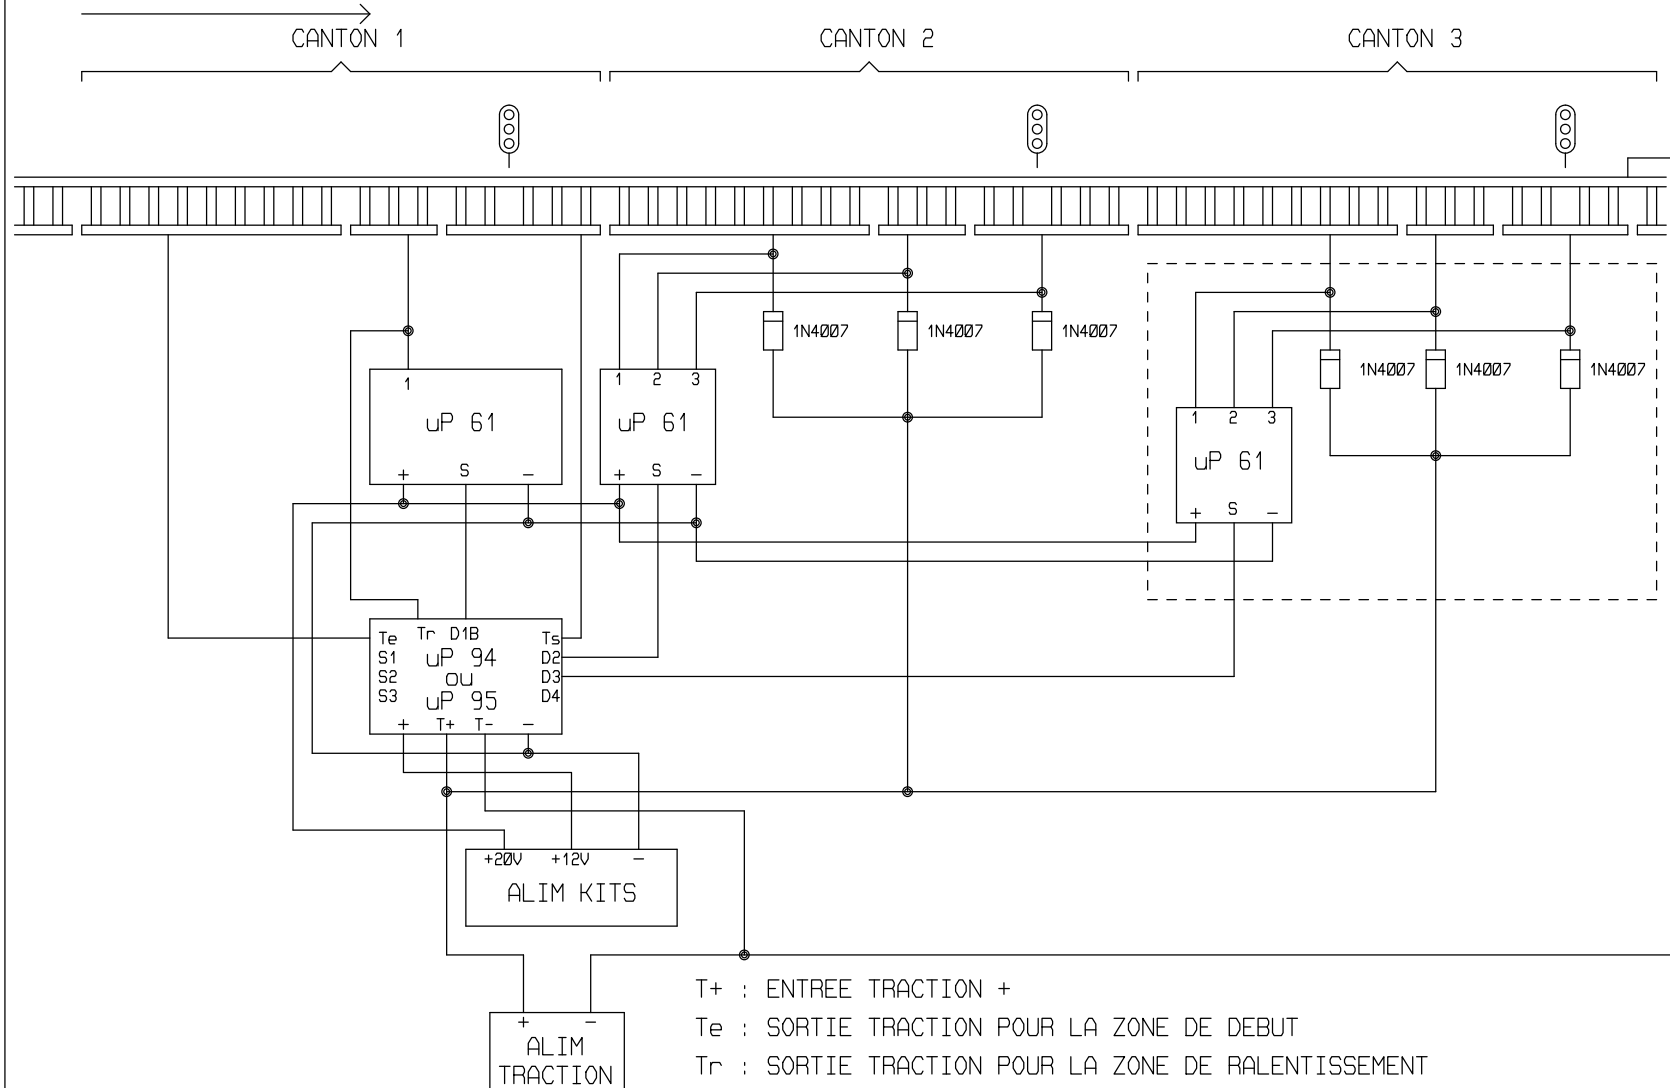 CANTON 1
CANTON 2
CANTON 3
1N4007
1N4007
1N4007
1N4007
1N4007
1N4007
1
uP 61
+ S -
1 2 3
uP 61
+ S -
1 2 3
uP 61
+ S -
Te Tr D1B Ts
S1 uP 94 D2
S2 ou D3
S3 uP 95 D4
+ T+ T- -
+20V +12V -
ALIM KITS
+ -
ALIM
TRACTION
T+ : ENTREE TRACTION +
Te : SORTIE TRACTION POUR LA ZONE DE DEBUT
Tr : SORTIE TRACTION POUR LA ZONE DE RALENTISSEMENT